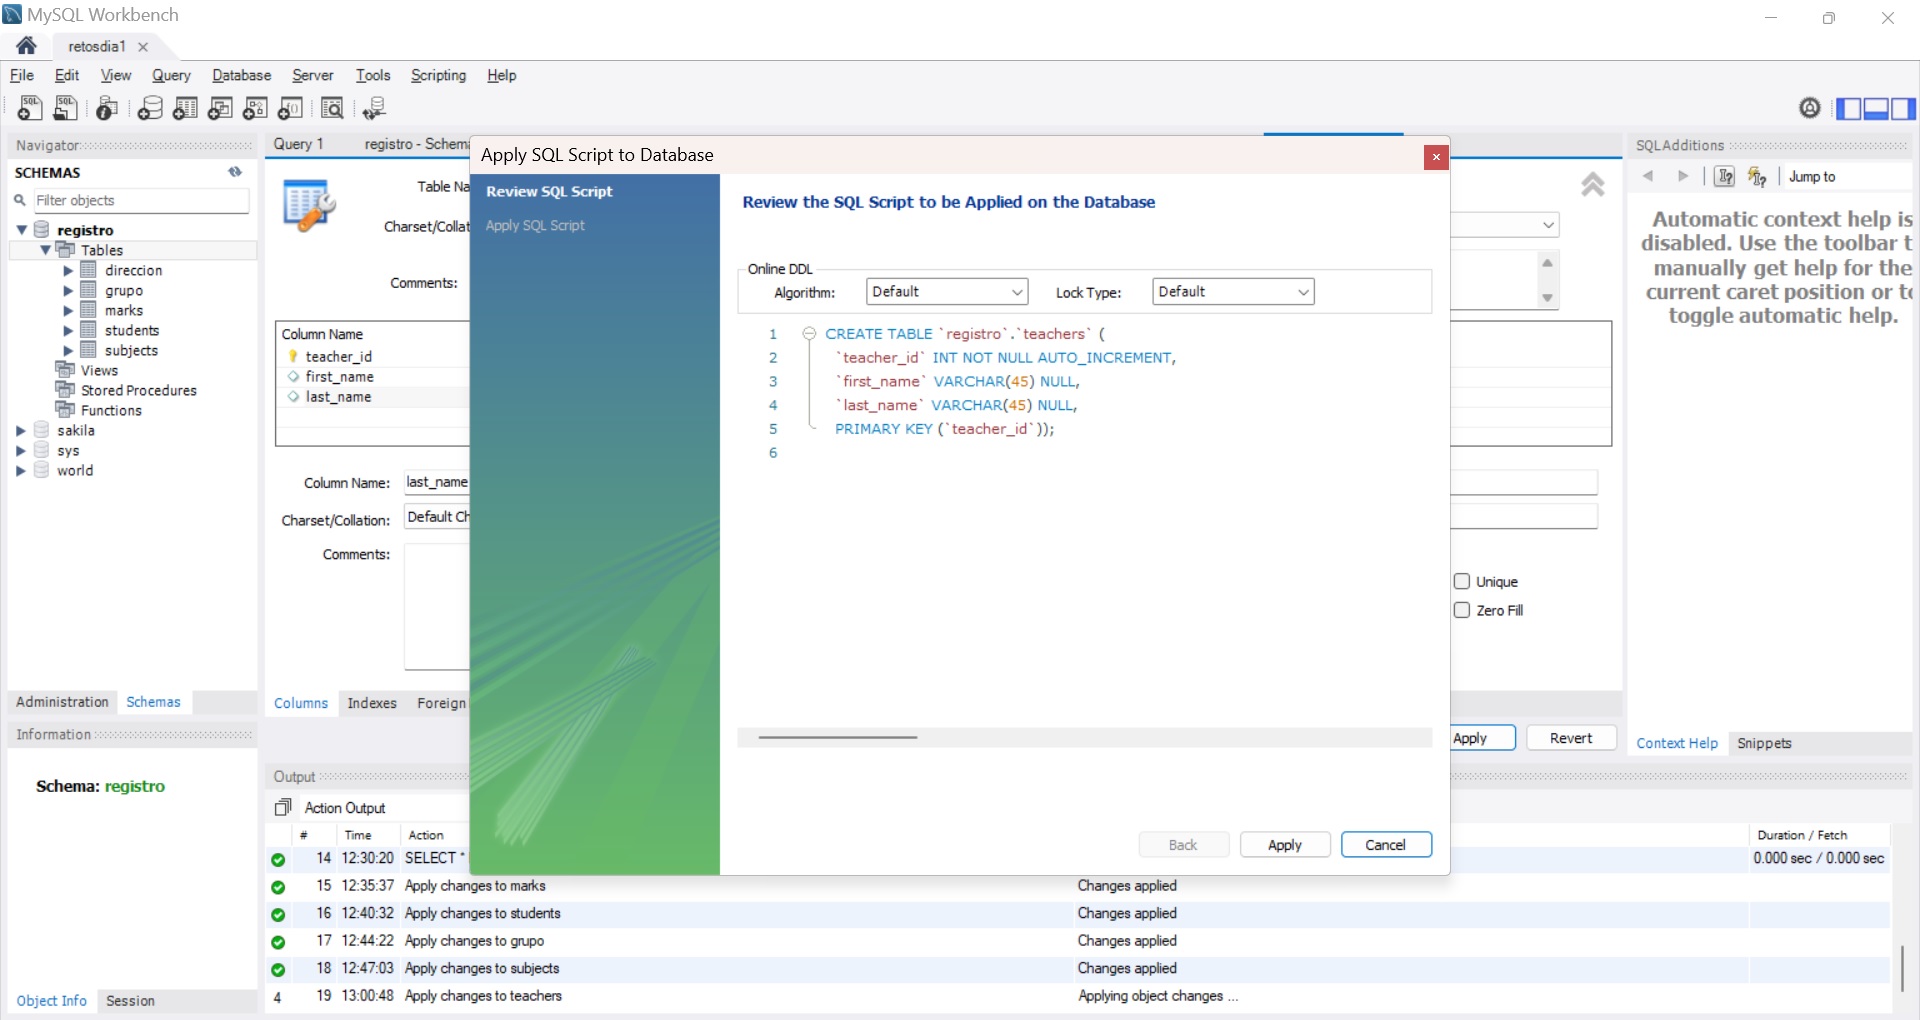 MySQL Workbench
retosdia1
File Edit View Query Database Server Tools Scripting Help
Navigator
SCHEMAS
Filter objects
registro
Tables
direccion
grupo
marks
students
subjects
Views
Stored Procedures
Functions
sakila
sys
world
Administration Schemas
Information
Schema: registro
Object Info Session
Query 1 registro - Schema
Table Na
Charset/Collat
Comments:
Column Name
teacher_id
first_name
last_name
Column Name: last_name
Charset/Collation: Default Ch
Comments:
Columns Indexes Foreign
Apply SQL Script to Database
Review SQL Script
Apply SQL Script
Review the SQL Script to be Applied on the Database
Online DDL
Algorithm: Default Lock Type: Default
1 CREATE TABLE `registro`.`teachers` (
2 `teacher_id` INT NOT NULL AUTO_INCREMENT,
3 `first_name` VARCHAR(45) NULL,
4 `last_name` VARCHAR(45) NULL,
5 PRIMARY KEY (`teacher_id`));
6
Back Apply Cancel
Unique
Zero Fill
Apply Revert
SQLAdditions
Jump to
Automatic context help is
disabled. Use the toolbar t
manually get help for the
current caret position or to
toggle automatic help.
Context Help Snippets
Output
Action Output
# Time Action Duration / Fetch
14 12:30:20 SELECT * 0.000 sec / 0.000 sec
15 12:35:37 Apply changes to marks Changes applied
16 12:40:32 Apply changes to students Changes applied
17 12:44:22 Apply changes to grupo Changes applied
18 12:47:03 Apply changes to subjects Changes applied
4 19 13:00:48 Apply changes to teachers Applying object changes ...